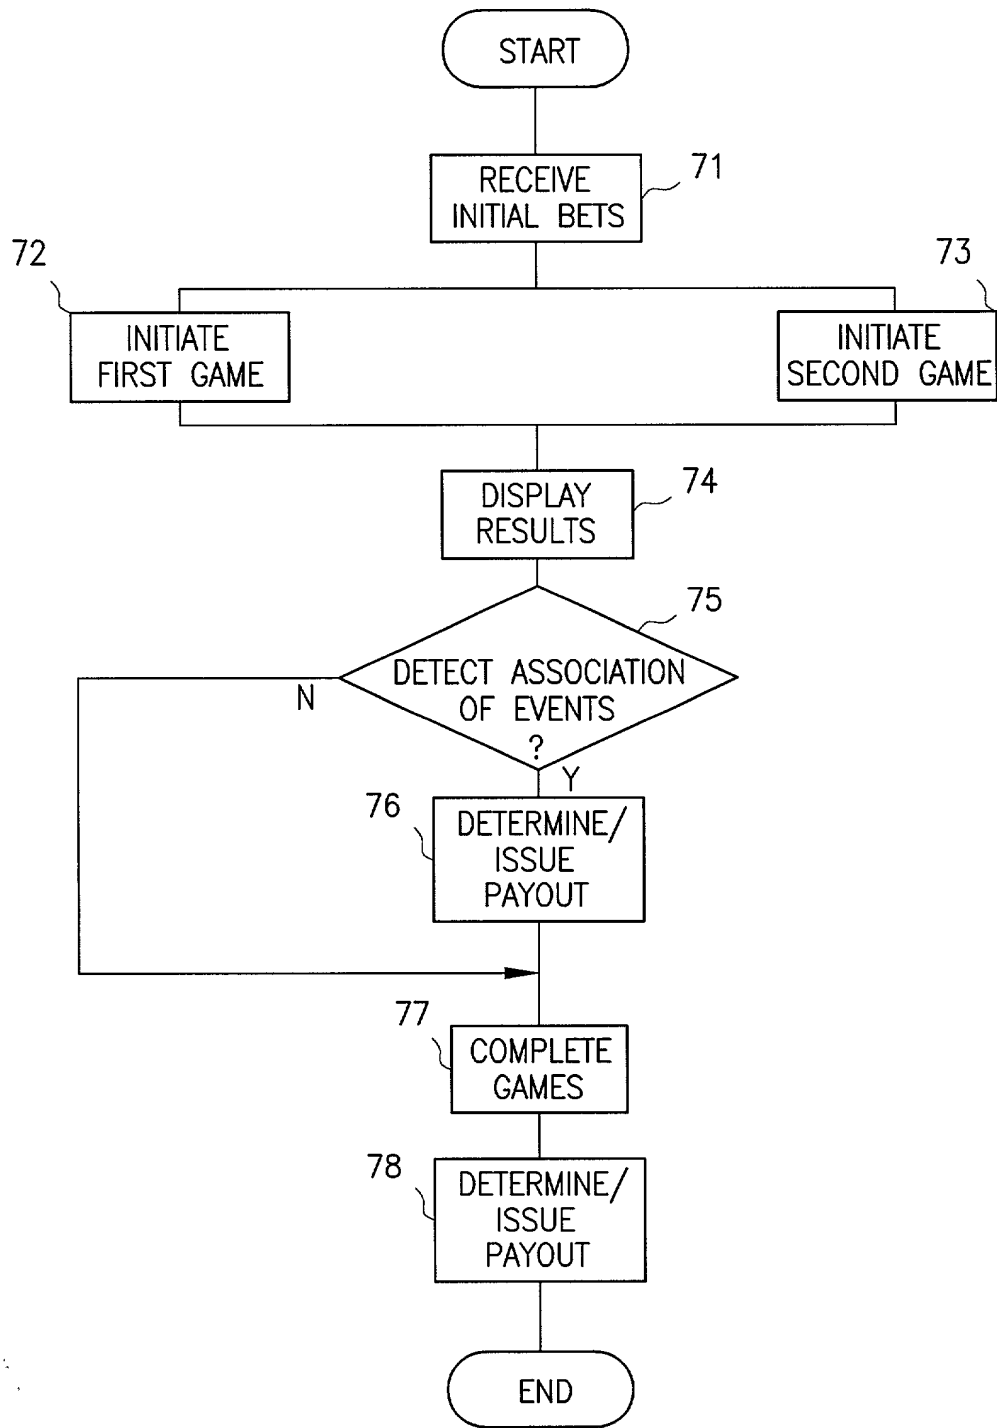 START
71
RECEIVE
INITIAL BETS
72
73
INITIATE
FIRST GAME
INITIATE
SECOND GAME
74
DISPLAY
RESULTS
75
DETECT ASSOCIATION
OF EVENTS
?
N
Y
76
DETERMINE/
ISSUE
PAYOUT
77
COMPLETE
GAMES
78
DETERMINE/
ISSUE
PAYOUT
END